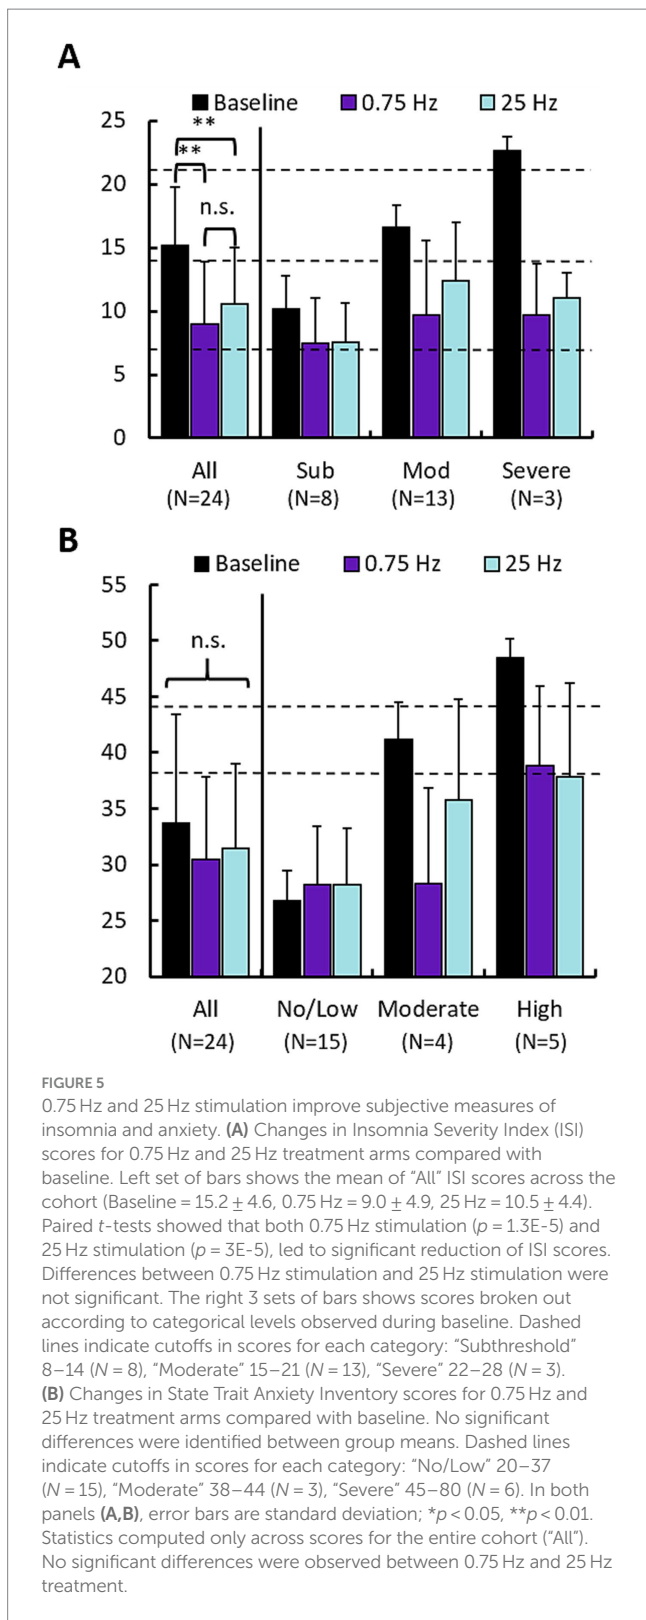 A
Baseline 0.75 Hz 25 Hz
25
20
15
10
5
0
**
**
n.s.
All Sub Mod Severe
(N=24) (N=8) (N=13) (N=3)
B
Baseline 0.75 Hz 25 Hz
55
50
45
40
35
30
25
20
n.s.
All No/Low Moderate High
(N=24) (N=15) (N=4) (N=5)
FIGURE 5
0.75 Hz and 25 Hz stimulation improve subjective measures of
insomnia and anxiety. (A) Changes in Insomnia Severity Index (ISI)
scores for 0.75 Hz and 25 Hz treatment arms compared with
baseline. Left set of bars shows the mean of “All” ISI scores across the
cohort (Baseline = 15.2 ± 4.6, 0.75 Hz = 9.0 ± 4.9, 25 Hz = 10.5 ± 4.4).
Paired t-tests showed that both 0.75 Hz stimulation (p = 1.3E-5) and
25 Hz stimulation (p = 3E-5), led to significant reduction of ISI scores.
Differences between 0.75 Hz stimulation and 25 Hz stimulation were
not significant. The right 3 sets of bars shows scores broken out
according to categorical levels observed during baseline. Dashed
lines indicate cutoffs in scores for each category: “Subthreshold”
8–14 (N = 8), “Moderate” 15–21 (N = 13), “Severe” 22–28 (N = 3).
(B) Changes in State Trait Anxiety Inventory scores for 0.75 Hz and
25 Hz treatment arms compared with baseline. No significant
differences were identified between group means. Dashed lines
indicate cutoffs in scores for each category: “No/Low” 20–37
(N = 15), “Moderate” 38–44 (N = 3), “Severe” 45–80 (N = 6). In both
panels (A,B), error bars are standard deviation; *p < 0.05, **p < 0.01.
Statistics computed only across scores for the entire cohort (“All”).
No significant differences were observed between 0.75 Hz and 25 Hz
treatment.